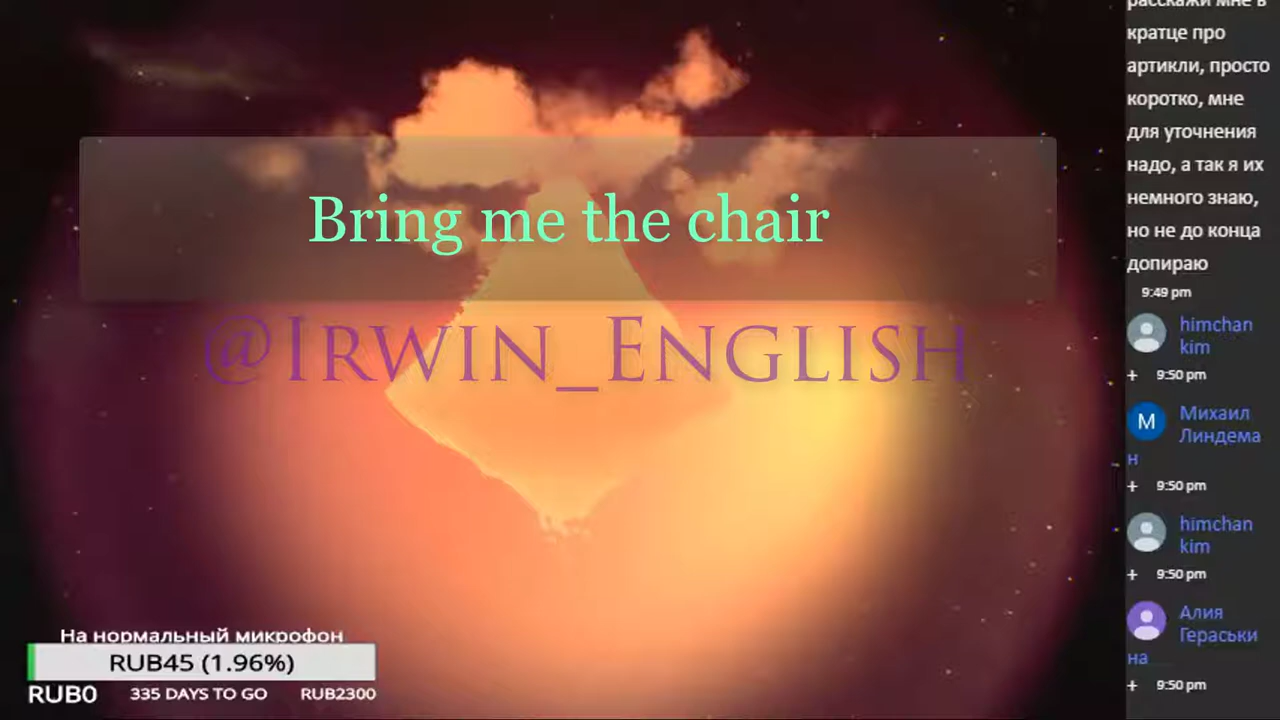 Bring me the chair
@IRWIN_ENGLISH
На нормальный микрофон
RUB45 (1.96%)
RUB0 335 DAYS TO GO RUB2300
расскажи мне в
кратце про
артикли, просто
коротко, мне
для уточнения
надо, а так я их
немного знаю,
но не до конца
допираю
9:49 pm
himchan
kim
+ 9:50 pm
М Михаил
Линдема
н
+ 9:50 pm
himchan
kim
+ 9:50 pm
Алия
Гераськи
на
+ 9:50 pm